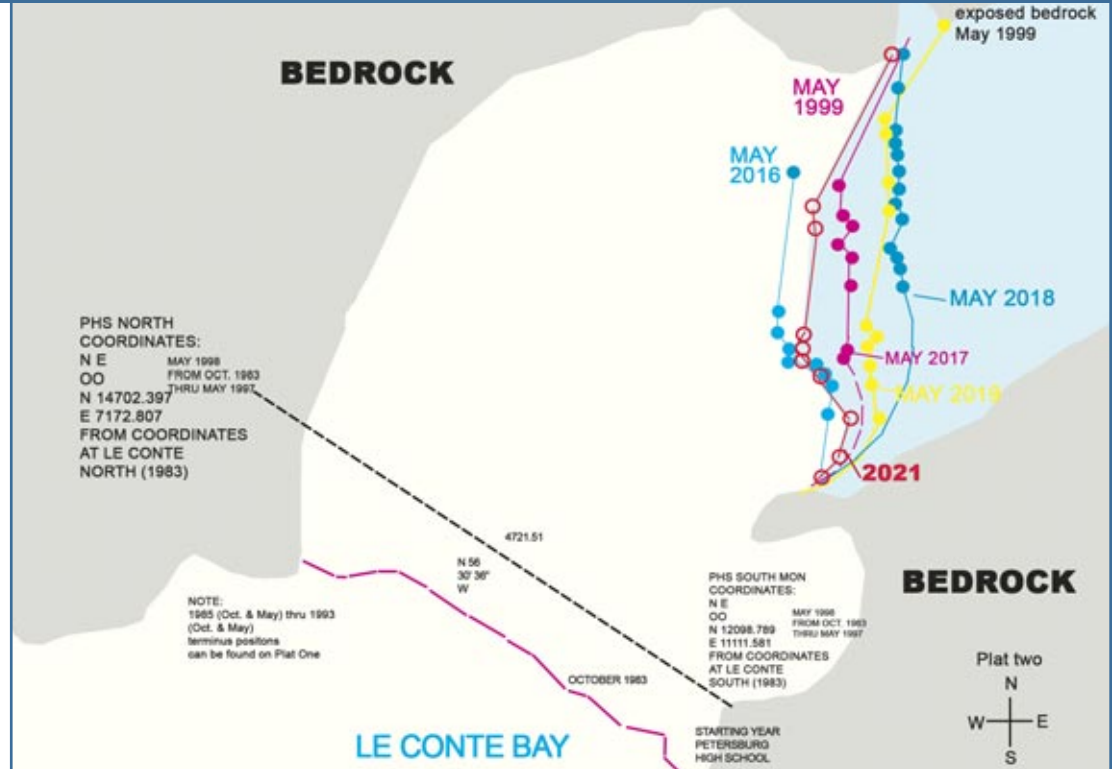 exposed bedrock
May 1999
BEDROCK
MAY
1999
MAY
2016
MAY 2018
PHS NORTH
COORDINATES:
N E
OO
N 14702.397
E 7172.807
FROM COORDINATES
AT LE CONTE
NORTH (1983)
MAY 1998
FROM OCT. 1983
THRU MAY 1997
MAY 2017
MAY 2019
2021
4721.51
N 56
30' 36"
W
NOTE:
1985 (Oct. & May) thru 1993
(Oct. & May)
terminus positons
can be found on Plat One
PHS SOUTH MON
COORDINATES:
N E
OO
N 12098.789
E 11111.581
FROM COORDINATES
AT LE CONTE
SOUTH (1983)
MAY 1998
FROM OCT. 1983
THRU MAY 1997
BEDROCK
OCTOBER 1983
Plat two
N
W E
S
STARTING YEAR
PETERSBURG
HIGH SCHOOL
LE CONTE BAY